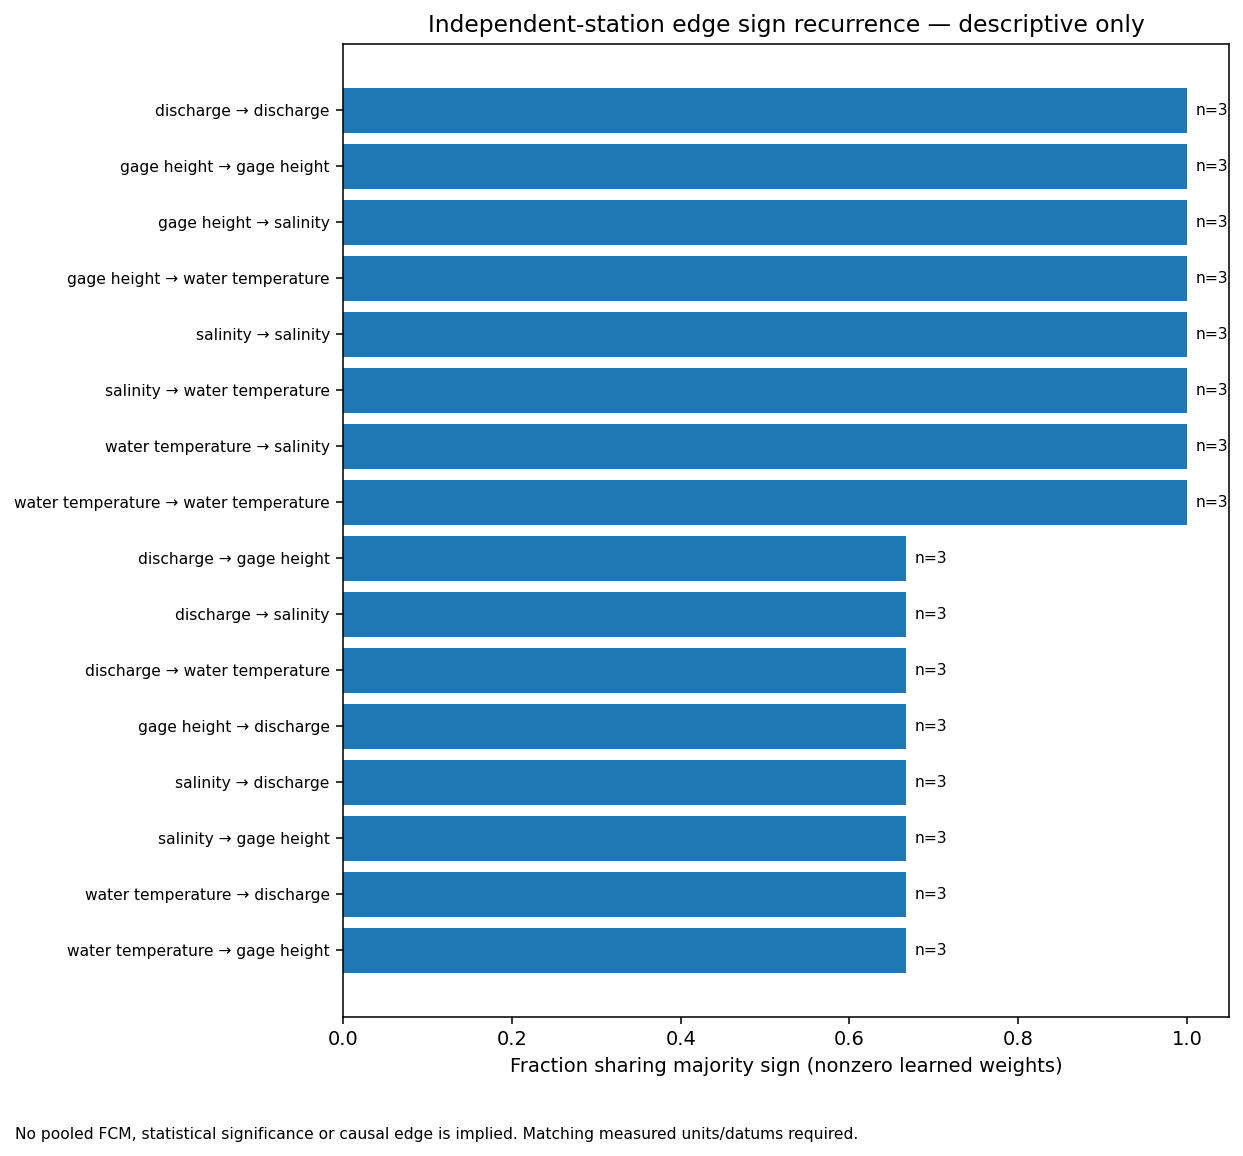 Independent-station edge sign recurrence — descriptive only
discharge → discharge n=3
gage height → gage height n=3
gage height → salinity n=3
gage height → water temperature n=3
salinity → salinity n=3
salinity → water temperature n=3
water temperature → salinity n=3
water temperature → water temperature n=3
discharge → gage height n=3
discharge → salinity n=3
discharge → water temperature n=3
gage height → discharge n=3
salinity → discharge n=3
salinity → gage height n=3
water temperature → discharge n=3
water temperature → gage height n=3
0.0 0.2 0.4 0.6 0.8 1.0
Fraction sharing majority sign (nonzero learned weights)
No pooled FCM, statistical significance or causal edge is implied. Matching measured units/datums required.